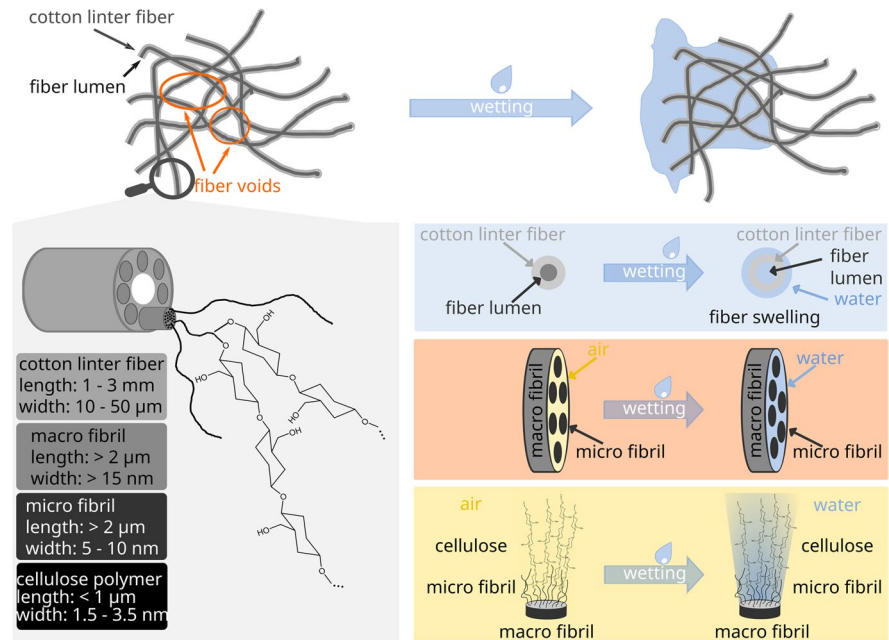 cotton linter fiber
fiber lumen
fiber voids
wetting
cotton linter fiber
length: 1 - 3 mm
width: 10 - 50 µm
macro fibril
length: > 2 µm
width: > 15 nm
micro fibril
length: > 2 µm
width: 5 - 10 nm
cellulose polymer
length: < 1 µm
width: 1.5 - 3.5 nm
OH
O
O
HO
O
O
HO
OH
O
O
HO
O
...
...
cotton linter fiber
fiber lumen
wetting
cotton linter fiber
fiber
lumen
water
fiber swelling
macro fibril
air
micro fibril
wetting
macro fibril
water
micro fibril
air
cellulose
micro fibril
macro fibril
wetting
water
cellulose
micro fibril
macro fibril